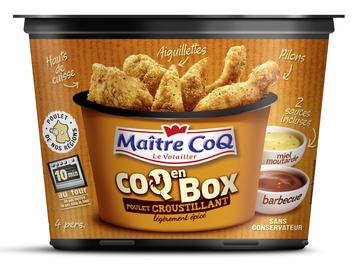 Hauts
de
cuisse
Aiguillettes
Pilons
2
sauces
incluses
POULET
DE NOS RÉGIONS
MAÎTRE COQ
Le Volailler
COQ en BOX
POULET CROUSTILLANT
légèrement épicé
10 min
au four
4 pers.
miel
moutarde
barbecue
SANS
CONSERVATEUR